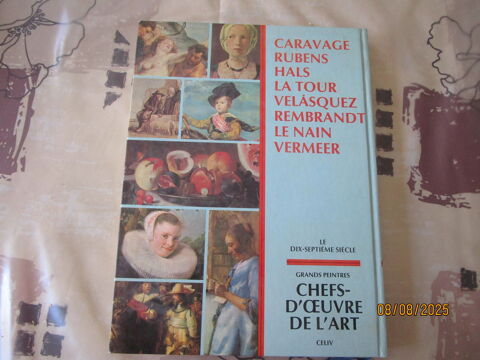 CARAVAGE
RUBENS
HALS
LA TOUR
VELÁSQUEZ
REMBRANDT
LE NAIN
VERMEER
LE
DIX-SEPTIÈME SIÈCLE
GRANDS PEINTRES
CHEFS-
D'ŒUVRE
DE L'ART
CELIV
08/08/2025